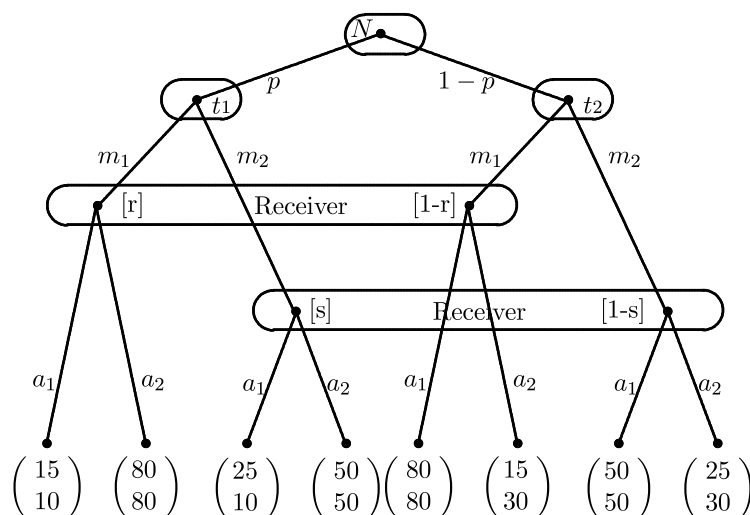 N
p 1 − p
t₁ t₂
m₁ m₂ m₁ m₂
[r] Receiver [1-r]
[s] Receiver [1-s]
a₁ a₂ a₁ a₂ a₁ a₂ a₁ a₂
15 80 25 50 80 15 50 25
10 80 10 50 80 30 50 30